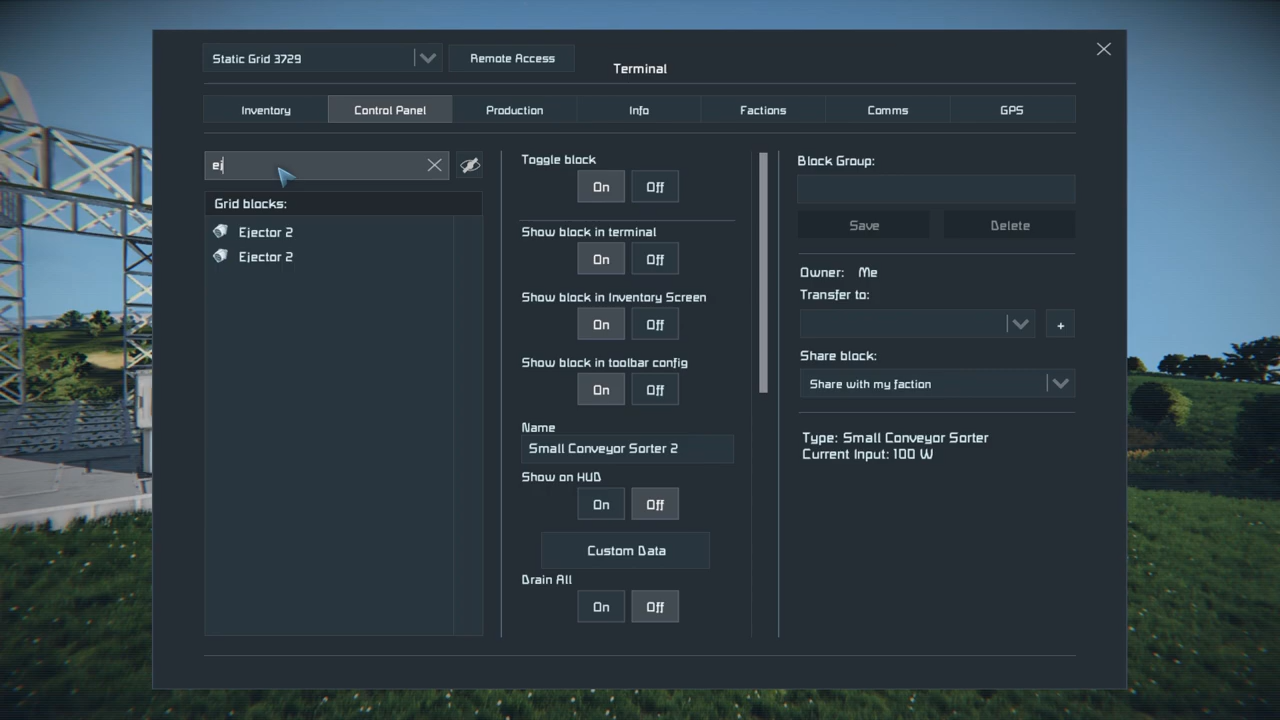 Static Grid 3729
Remote Access
Terminal
Inventory
Control Panel
Production
Info
Factions
Comms
GPS
ej
Grid blocks:
Ejector 2
Ejector 2
Toggle block
On
Off
Show block in terminal
On
Off
Show block in Inventory Screen
On
Off
Show block in toolbar config
On
Off
Name
Small Conveyor Sorter 2
Show on HUD
On
Off
Custom Data
Drain All
On
Off
Block Group:
Save
Delete
Owner: Me
Transfer to:
+
Share block:
Share with my faction
Type: Small Conveyor Sorter
Current Input: 100 W